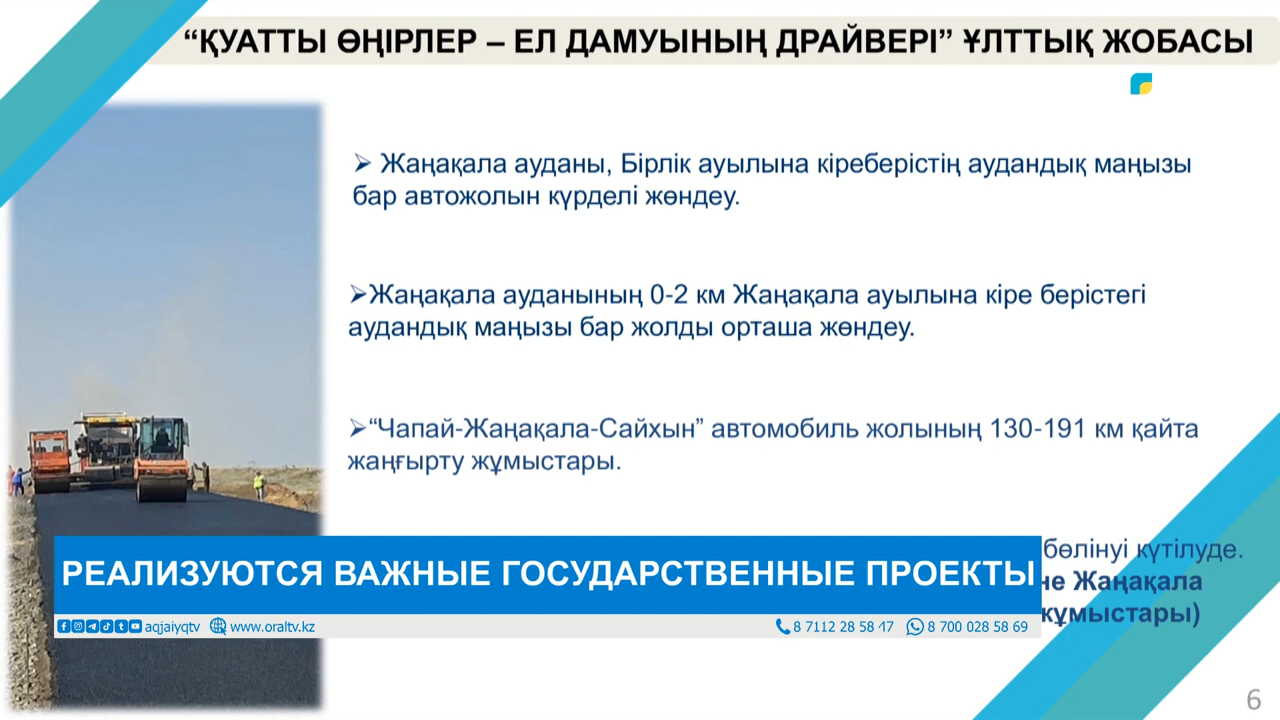 “ҚУАТТЫ ӨҢІРЛЕР – ЕЛ ДАМУЫНЫҢ ДРАЙВЕРІ” ҰЛТТЫҚ ЖОБАСЫ
➢ Жаңақала ауданы, Бірлік ауылына кіреберістің аудандық маңызы
бар автожолын күрделі жөндеу.
➢Жаңақала ауданының 0-2 км Жаңақала ауылына кіре берістегі
аудандық маңызы бар жолды орташа жөндеу.
➢“Чапай-Жаңақала-Сайхын” автомобиль жолының 130-191 км қайта
жаңғырту жұмыстары.
бөлінуі күтілуде.
не Жаңақала
жұмыстары)
РЕАЛИЗУЮТСЯ ВАЖНЫЕ ГОСУДАРСТВЕННЫЕ ПРОЕКТЫ
aqjaiyqtv www.oraltv.kz 8 7112 28 58 47 8 700 028 58 69
6